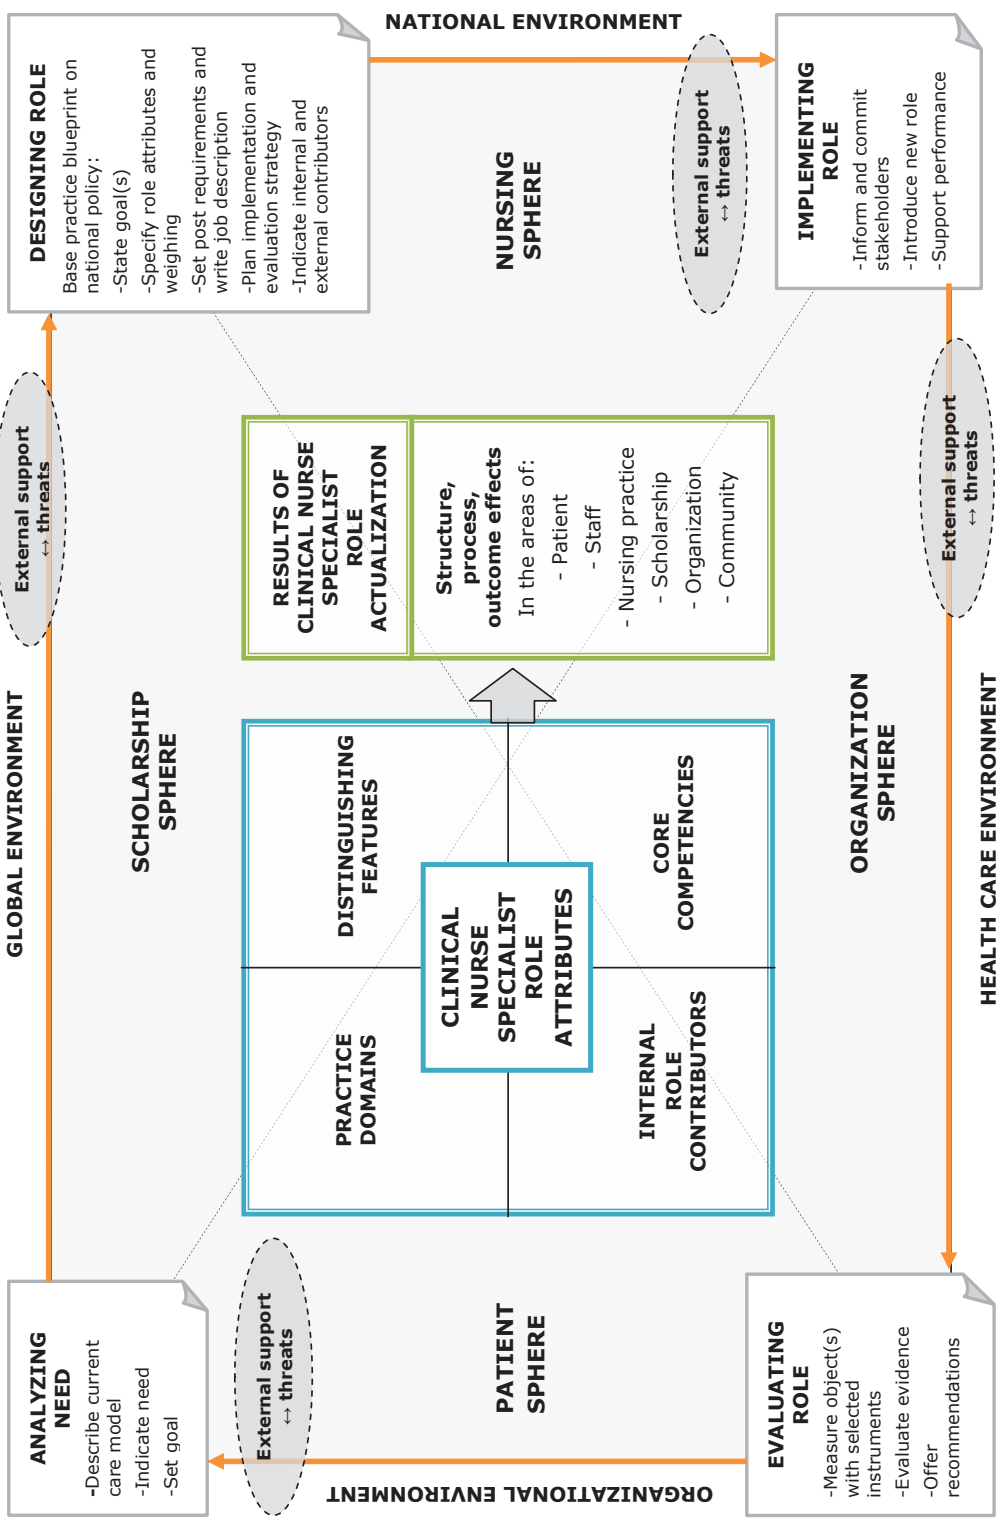 GLOBAL ENVIRONMENT
ANALYZING
NEED
-Describe current
care model
-Indicate need
-Set goal
External support
↔ threats
DESIGNING ROLE
Base practice blueprint on
national policy:
-State goal(s)
-Specify role attributes and
weighing
-Set post requirements and
write job description
-Plan implementation and
evaluation strategy
-Indicate internal and
external contributors
SCHOLARSHIP
SPHERE
ORGANIZATIONAL ENVIRONMENT
External support
↔ threats
PATIENT
SPHERE
PRACTICE
DOMAINS
DISTINGUISHING
FEATURES
CLINICAL
NURSE
SPECIALIST
ROLE
ATTRIBUTES
INTERNAL
ROLE
CONTRIBUTORS
CORE
COMPETENCIES
RESULTS OF
CLINICAL NURSE
SPECIALIST
ROLE
ACTUALIZATION
Structure,
process,
outcome effects
In the areas of:
- Patient
- Staff
- Nursing practice
- Scholarship
- Organization
- Community
NURSING
SPHERE
NATIONAL ENVIRONMENT
External support
↔ threats
ORGANIZATION
SPHERE
EVALUATING
ROLE
-Measure object(s)
with selected
instruments
-Evaluate evidence
-Offer
recommendations
External support
↔ threats
IMPLEMENTING
ROLE
-Inform and commit
stakeholders
-Introduce new role
-Support performance
HEALTH CARE ENVIRONMENT